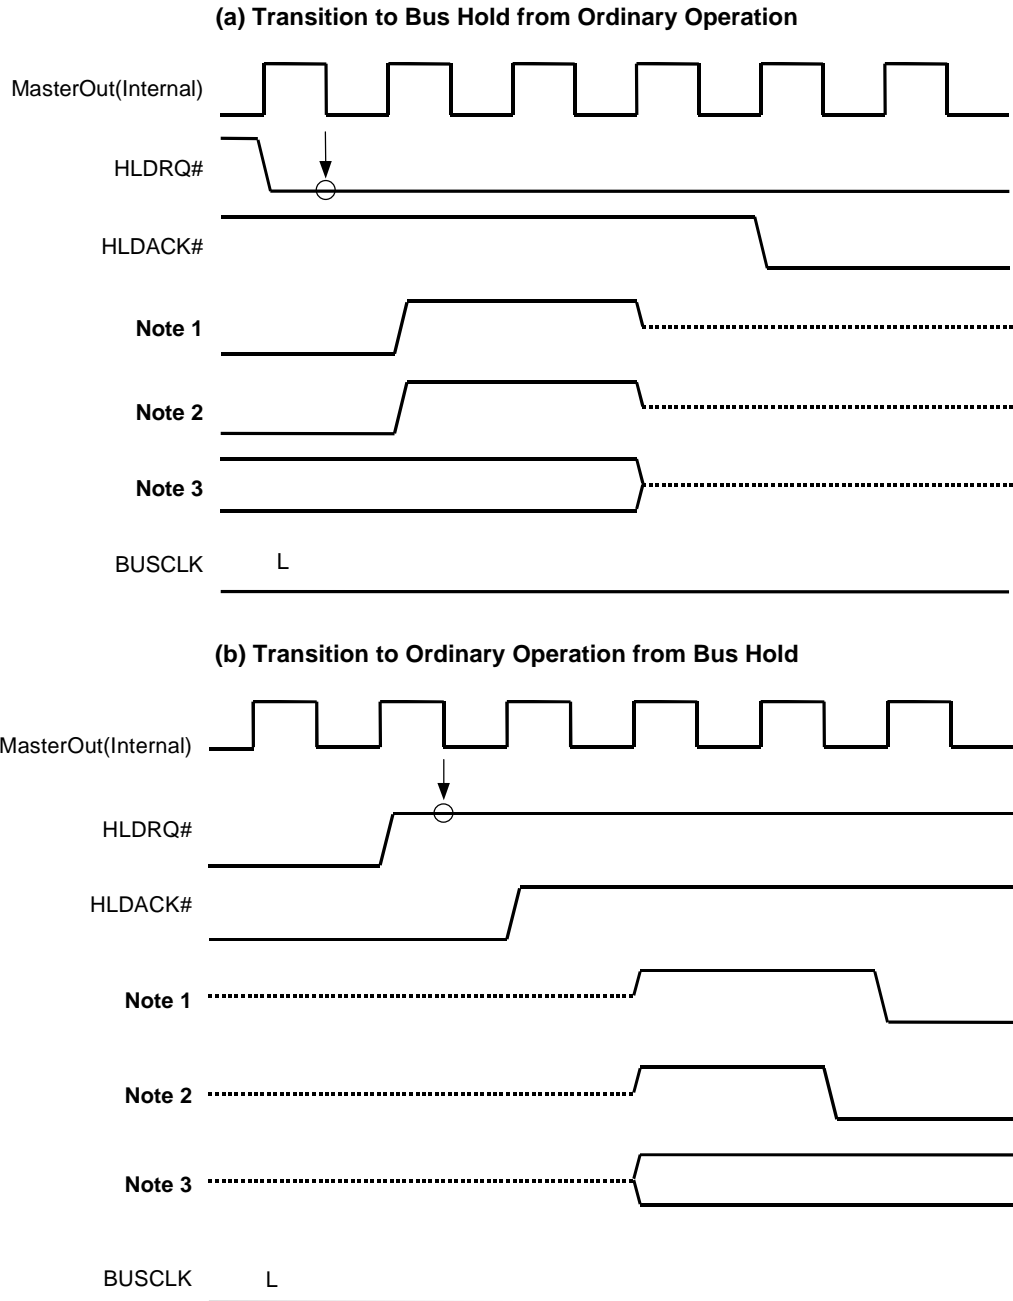 (a) Transition to Bus Hold from Ordinary Operation
MasterOut(Internal)
HLDRQ#
HLDACK#
Note 1
Note 2
Note 3
BUSCLK L
(b) Transition to Ordinary Operation from Bus Hold
MasterOut(Internal)
HLDRQ#
HLDACK#
Note 1
Note 2
Note 3
BUSCLK L